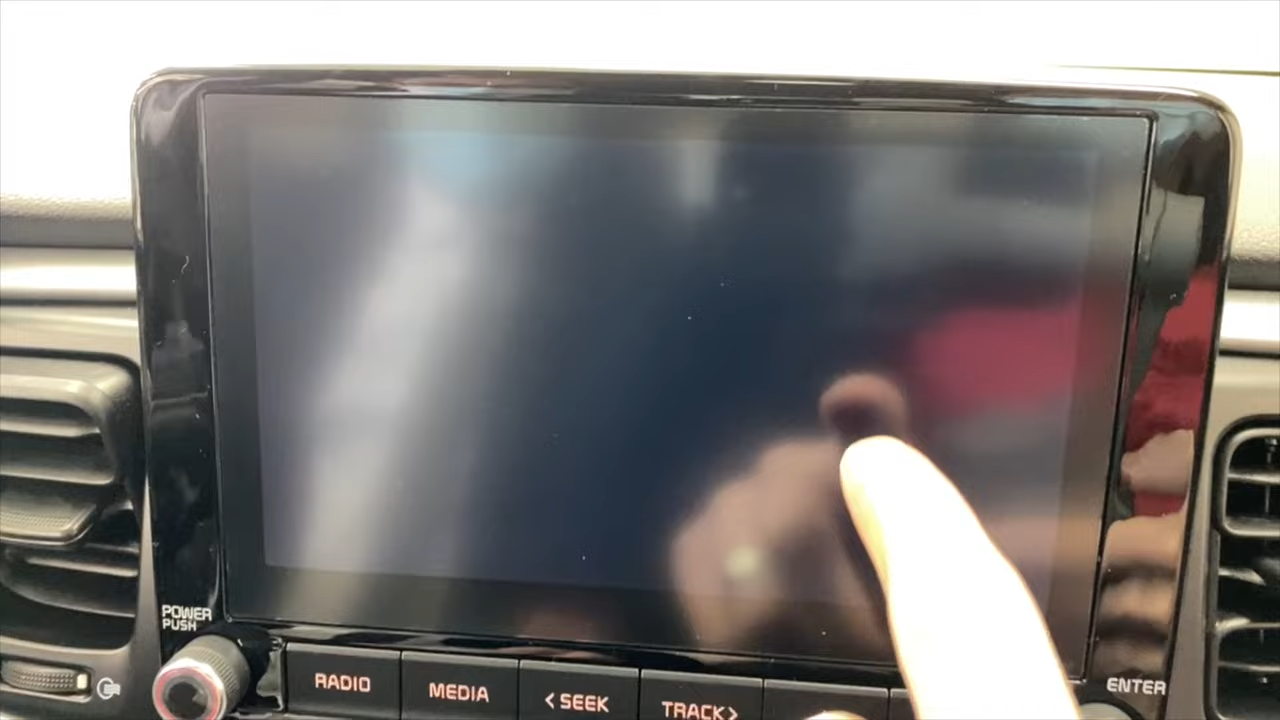 POWER
PUSH
RADIO
MEDIA
< SEEK
TRACK >
ENTER